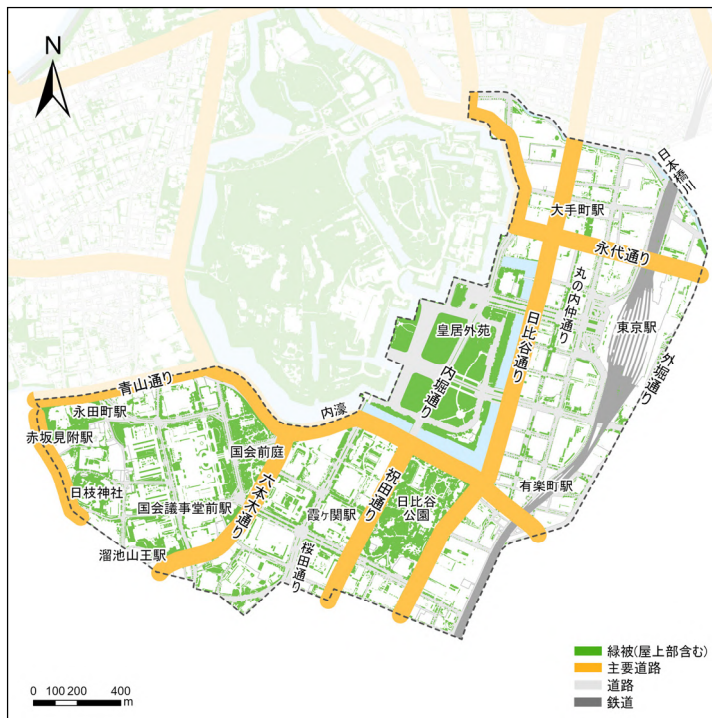 N
日本橋川
大手町駅
永代通り
丸の内仲通り
日比谷通り
皇居外苑
東京駅
内堀通り
外堀通り
青山通り
内濠
永田町駅
赤坂見附駅
国会前庭
日枝神社
国会議事堂前駅
六本木通り
霞ヶ関駅
祝田通り
日比谷
公園
有楽町駅
溜池山王駅
桜田通り
緑被(屋上部含む)
主要道路
道路
鉄道
0 100 200 400
m